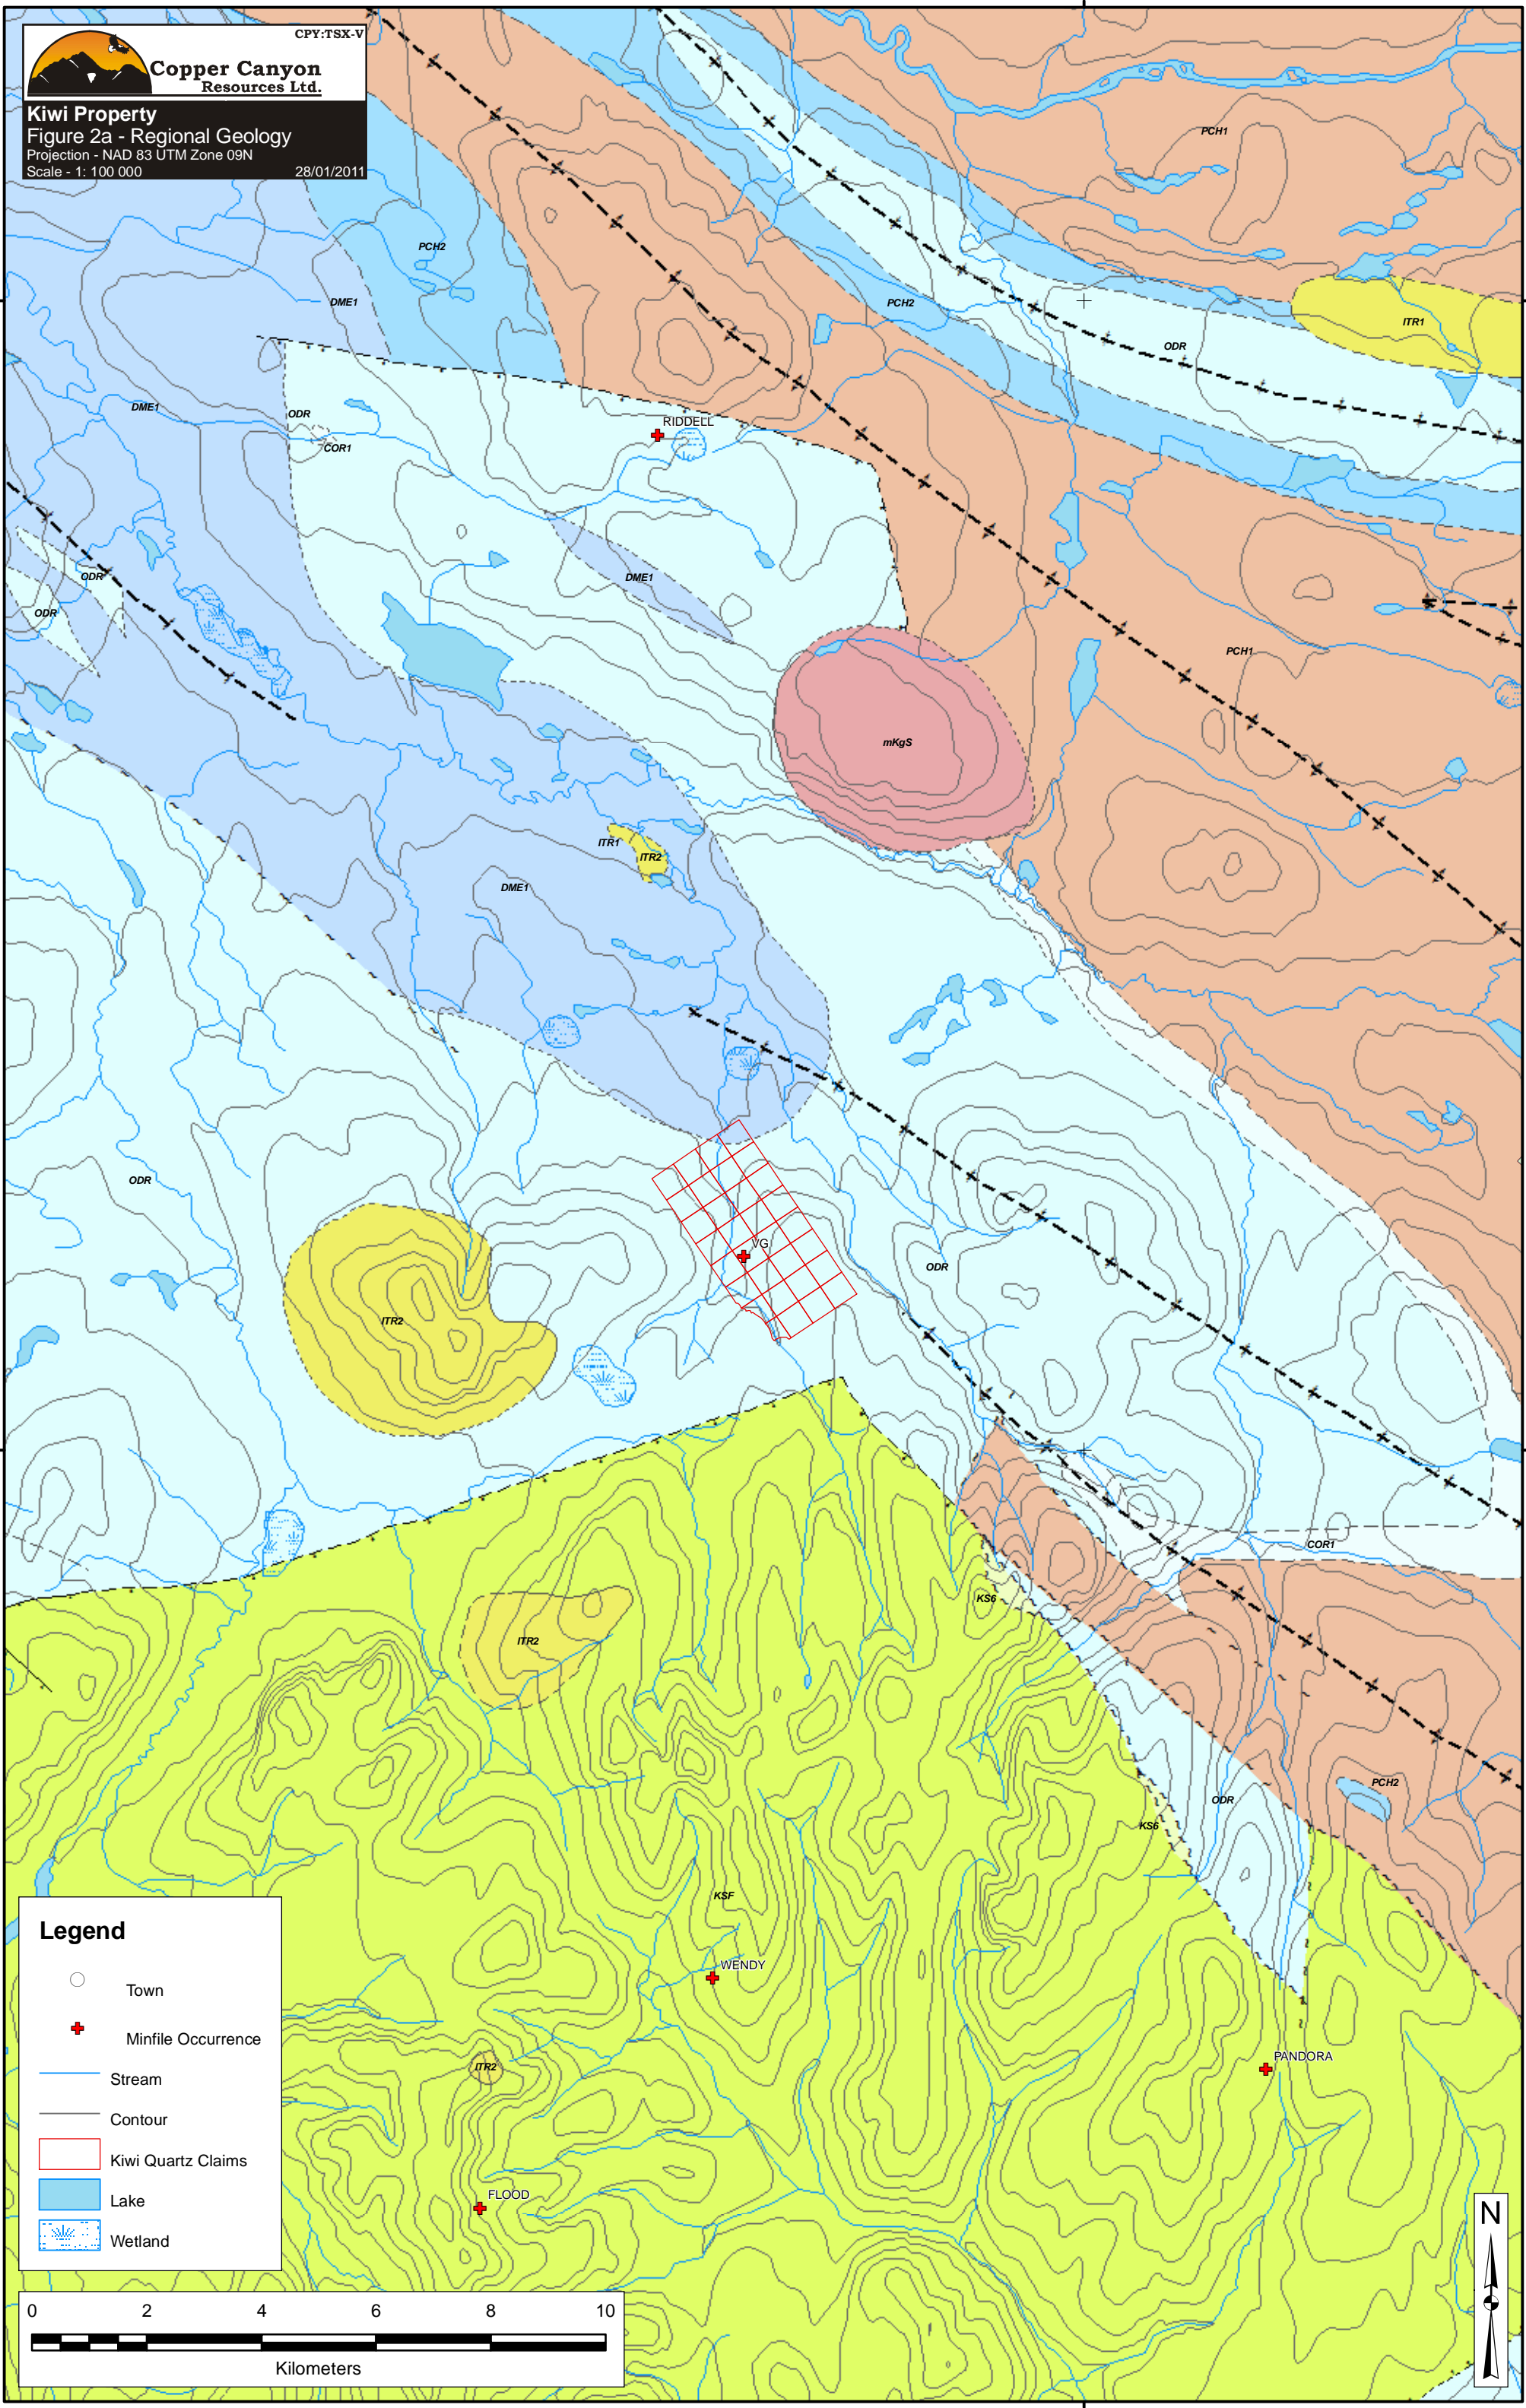 CPY:TSX-V
Copper Canyon
Resources Ltd.
Kiwi Property
Figure 2a - Regional Geology
Projection - NAD 83 UTM Zone 09N
Scale - 1: 100 000
28/01/2011
PCH1
PCH2
DME1
PCH2
ITR1
ODR
DME1
ODR
RIDDELL
COR1
ODR
DME1
ODR
PCH1
mKgS
ITR1
ITR2
DME1
ODR
VG
ODR
ITR2
COR1
KS6
ITR2
PCH2
ODR
KS6
KSF
WENDY
PANDORA
ITR2
FLOOD
Legend
Town
Minfile Occurrence
Stream
Contour
Kiwi Quartz Claims
Lake
Wetland
N
0 2 4 6 8 10
Kilometers